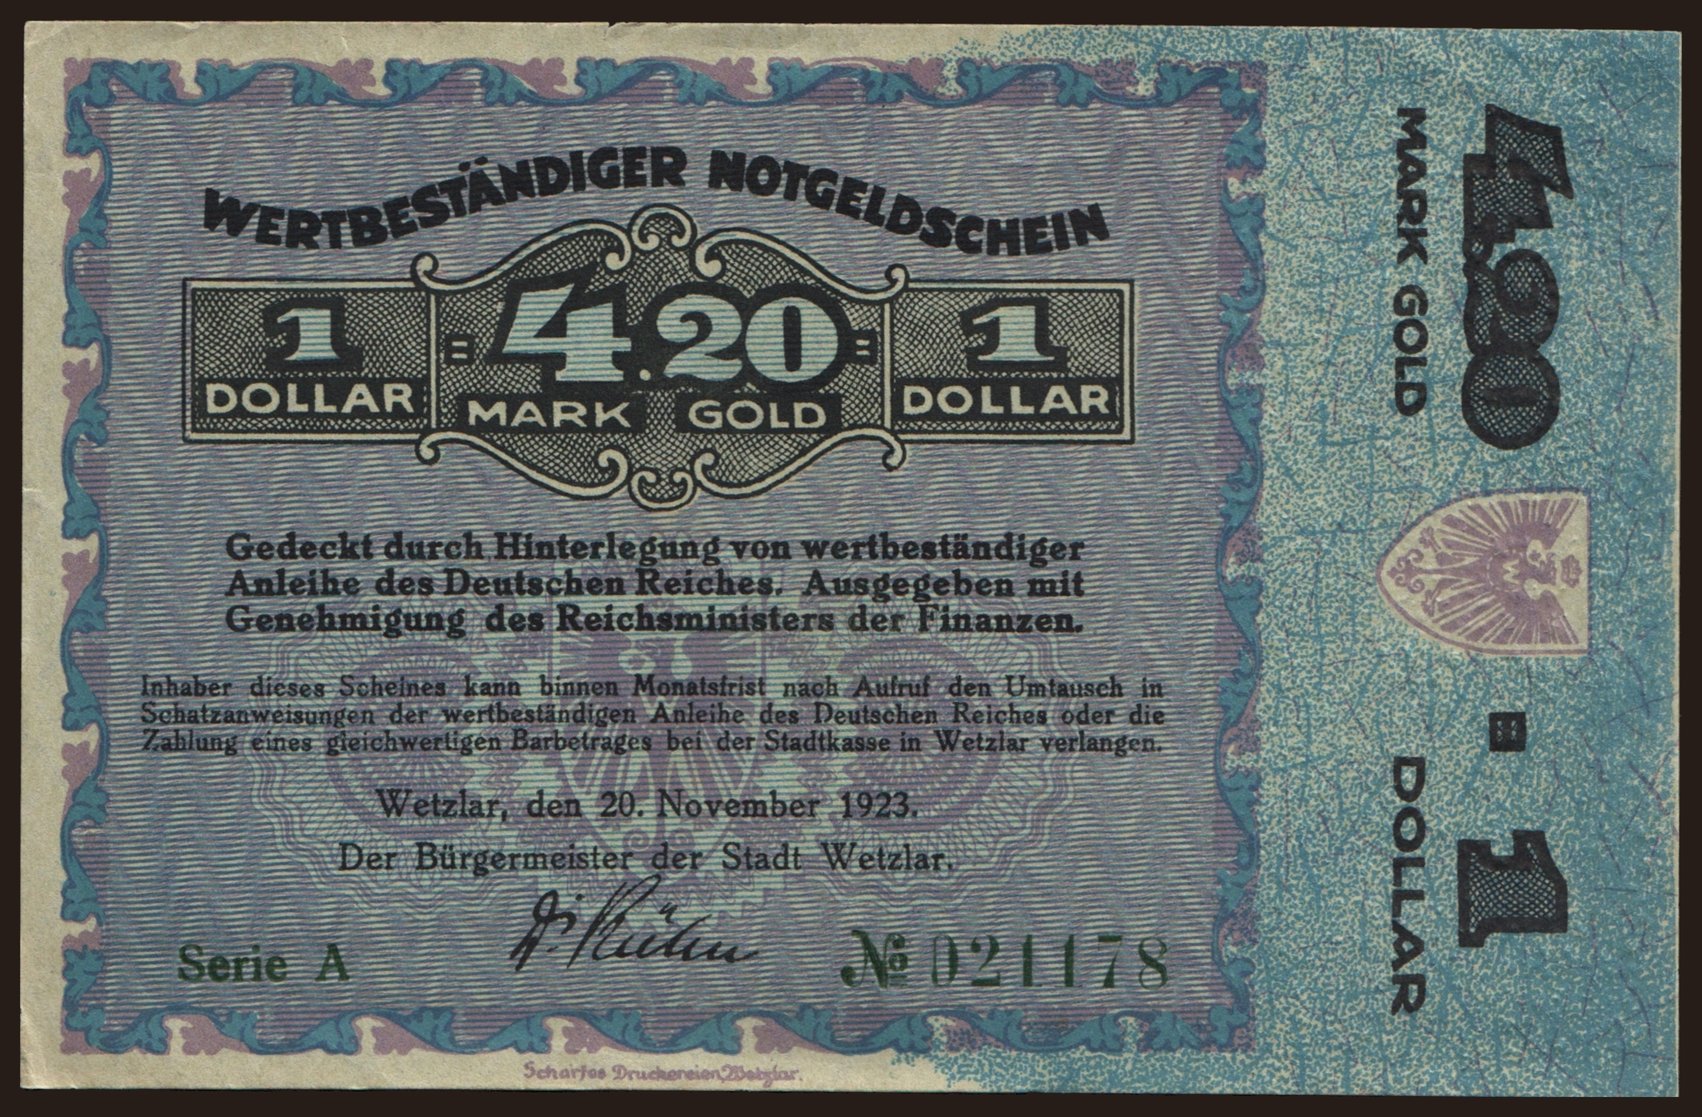 WERTBESTÄNDIGER NOTGELDSCHEIN
1 DOLLAR = 4.20 MARK GOLD = 1 DOLLAR
Gedeckt durch Hinterlegung von wertbeständiger
Anleihe des Deutschen Reiches. Ausgegeben mit
Genehmigung des Reichsministers der Finanzen.
Inhaber dieses Scheines kann binnen Monatsfrist nach Aufruf den Umtausch in
Schatzanweisungen der wertbeständigen Anleihe des Deutschen Reiches oder die
Zahlung eines gleichwertigen Barbetrages bei der Stadtkasse in Wetzlar verlangen.
Wetzlar, den 20. November 1923.
Der Bürgermeister der Stadt Wetzlar.
Serie A
№ 021178
Scharfes Druckereien, Wetzlar.
4.20 = 1
MARK GOLD DOLLAR
W